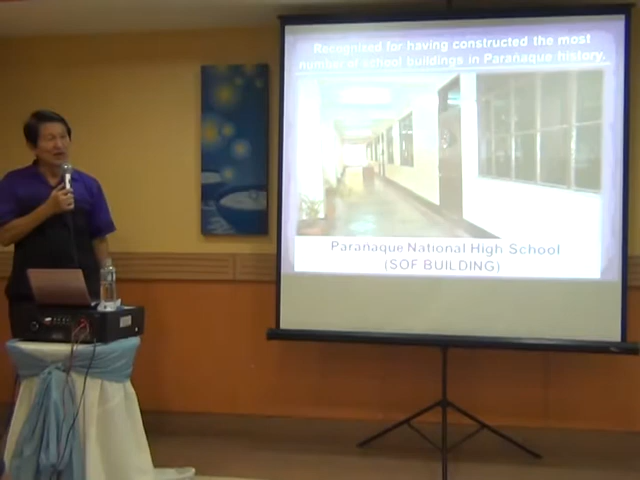 Recognized for having constructed the most
number of school buildings in Parañaque history.
Parañaque National High School
(SOF BUILDING)